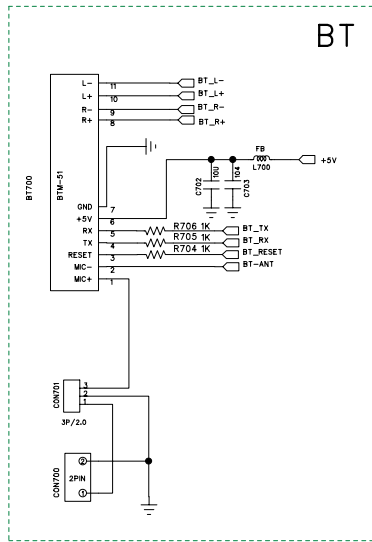 BT
L- 11 BT_L-
L+ 10 BT_L+
R- 9 BT_R-
R+ 8 BT_R+
BT700
BTM-51
FB
L700
+5V
C702
10U
104
C703
GND 7
+5V 6
RX 5 R706 1K BT_TX
TX 4 R705 1K BT_RX
RESET 3 R704 1K BT_RESET
MIC- 2 BT-ANT
MIC+ 1
CON701
3
2
1
3P/2.0
CON700
2PIN
2
1